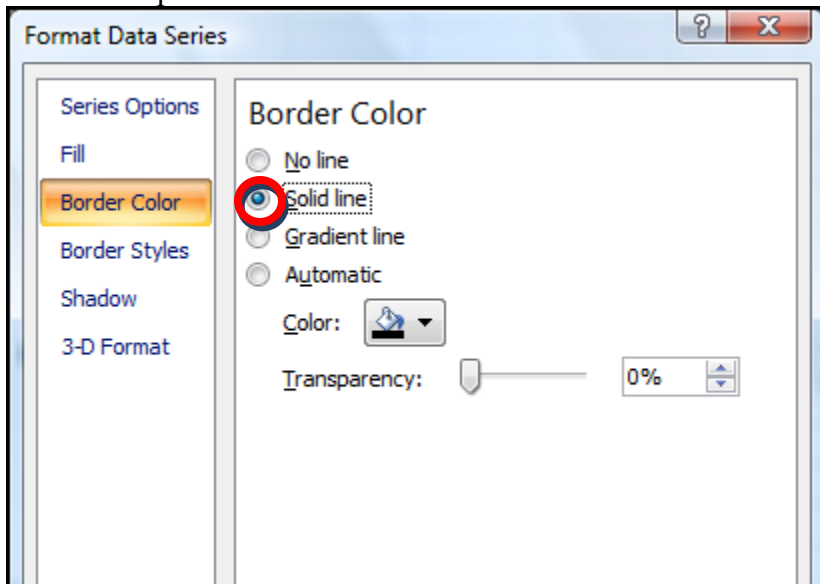 Format Data Series
?
X
Series Options
Fill
Border Color
Border Styles
Shadow
3-D Format
Border Color
No line
Solid line
Gradient line
Automatic
Color:
Transparency:
0%